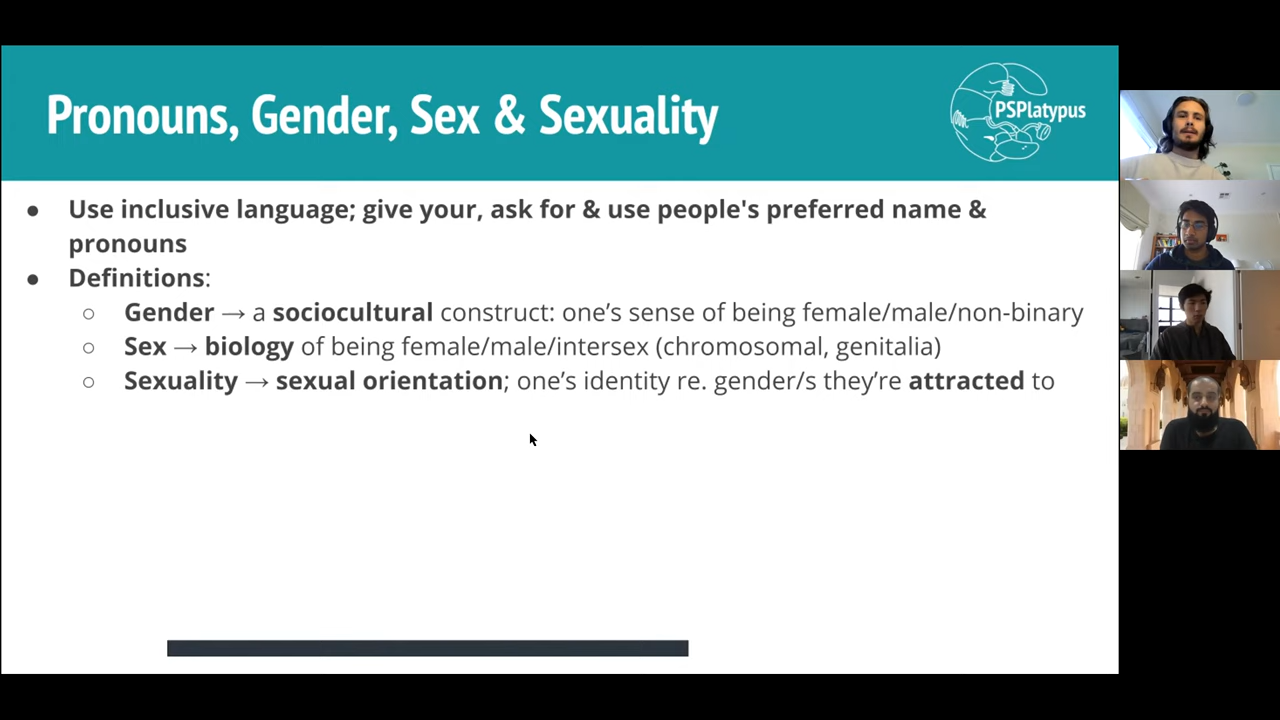 Pronouns, Gender, Sex & Sexuality
PSPlatypus
● Use inclusive language; give your, ask for & use people's preferred name &
pronouns
● Definitions:
○ Gender → a sociocultural construct: one’s sense of being female/male/non-binary
○ Sex → biology of being female/male/intersex (chromosomal, genitalia)
○ Sexuality → sexual orientation; one’s identity re. gender/s they’re attracted to